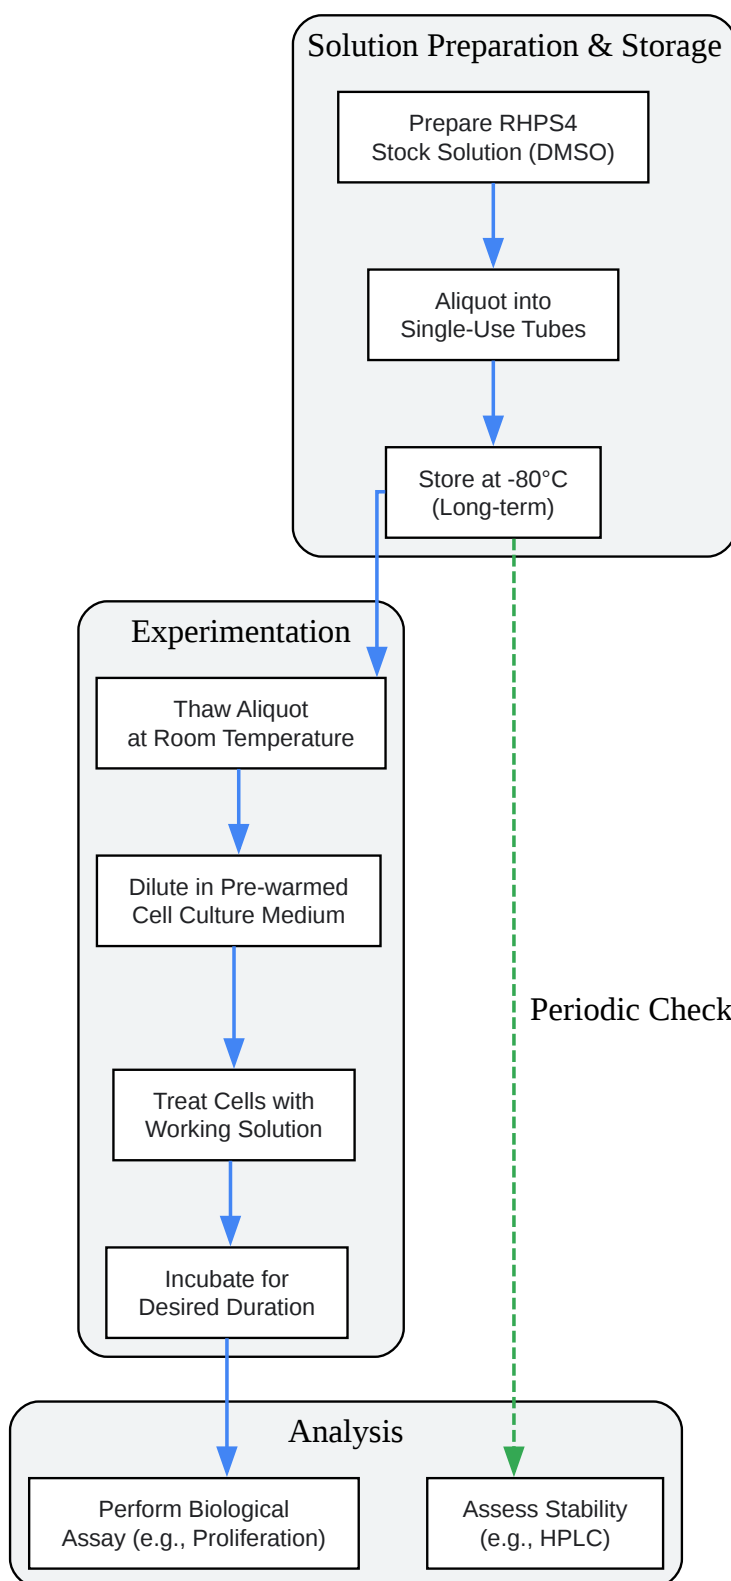 Solution Preparation & Storage
Prepare RHPS4
Stock Solution (DMSO)
Aliquot into
Single-Use Tubes
Store at -80°C
(Long-term)
Experimentation
Thaw Aliquot
at Room Temperature
Dilute in Pre-warmed
Cell Culture Medium
Periodic Check
Treat Cells with
Working Solution
Incubate for
Desired Duration
Analysis
Perform Biological
Assay (e.g., Proliferation)
Assess Stability
(e.g., HPLC)